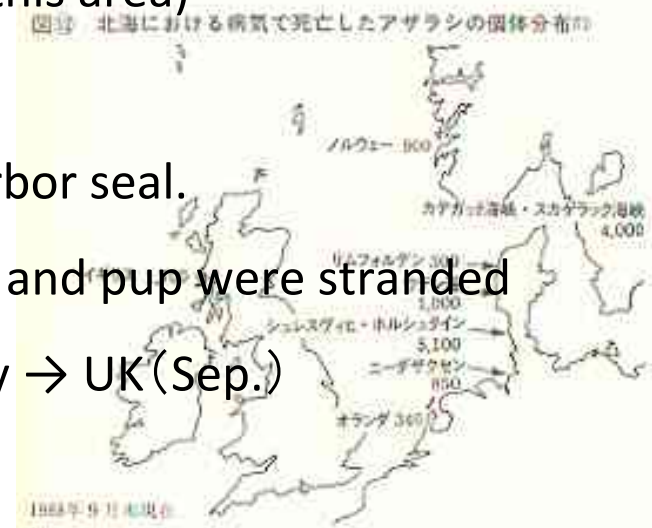 this area)
図12 北海における病気で死亡したアザラシの個体分布
ノルウェー 900
rbor seal.
カテガット海峡・スカゲラック海峡
4,000
リムフォルデン 300
and pup were stranded
1,000
シュレスヴィヒ・ホルシュタイン
5,100
y → UK（Sep.）
ニーダザクセン
850
オランダ 340
1988年9月末現在